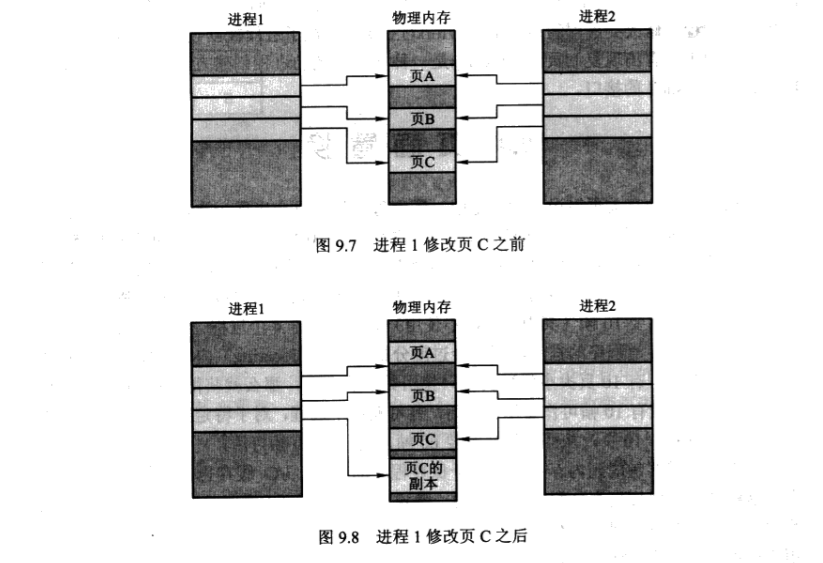 进程1 物理内存 进程2
页A
页B
页C
图 9.7 进程 1 修改页 C 之前
进程1 物理内存 进程2
页A
页B
页C
页C的
副本
图 9.8 进程 1 修改页 C 之后